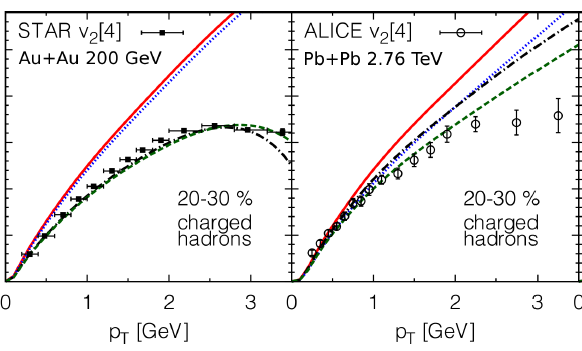 STAR v2[4]
Au+Au 200 GeV
20-30 %
charged
hadrons
0 1 2 3
pT [GeV]
ALICE v2[4]
Pb+Pb 2.76 TeV
20-30 %
charged
hadrons
0 1 2 3 0
pT [GeV]